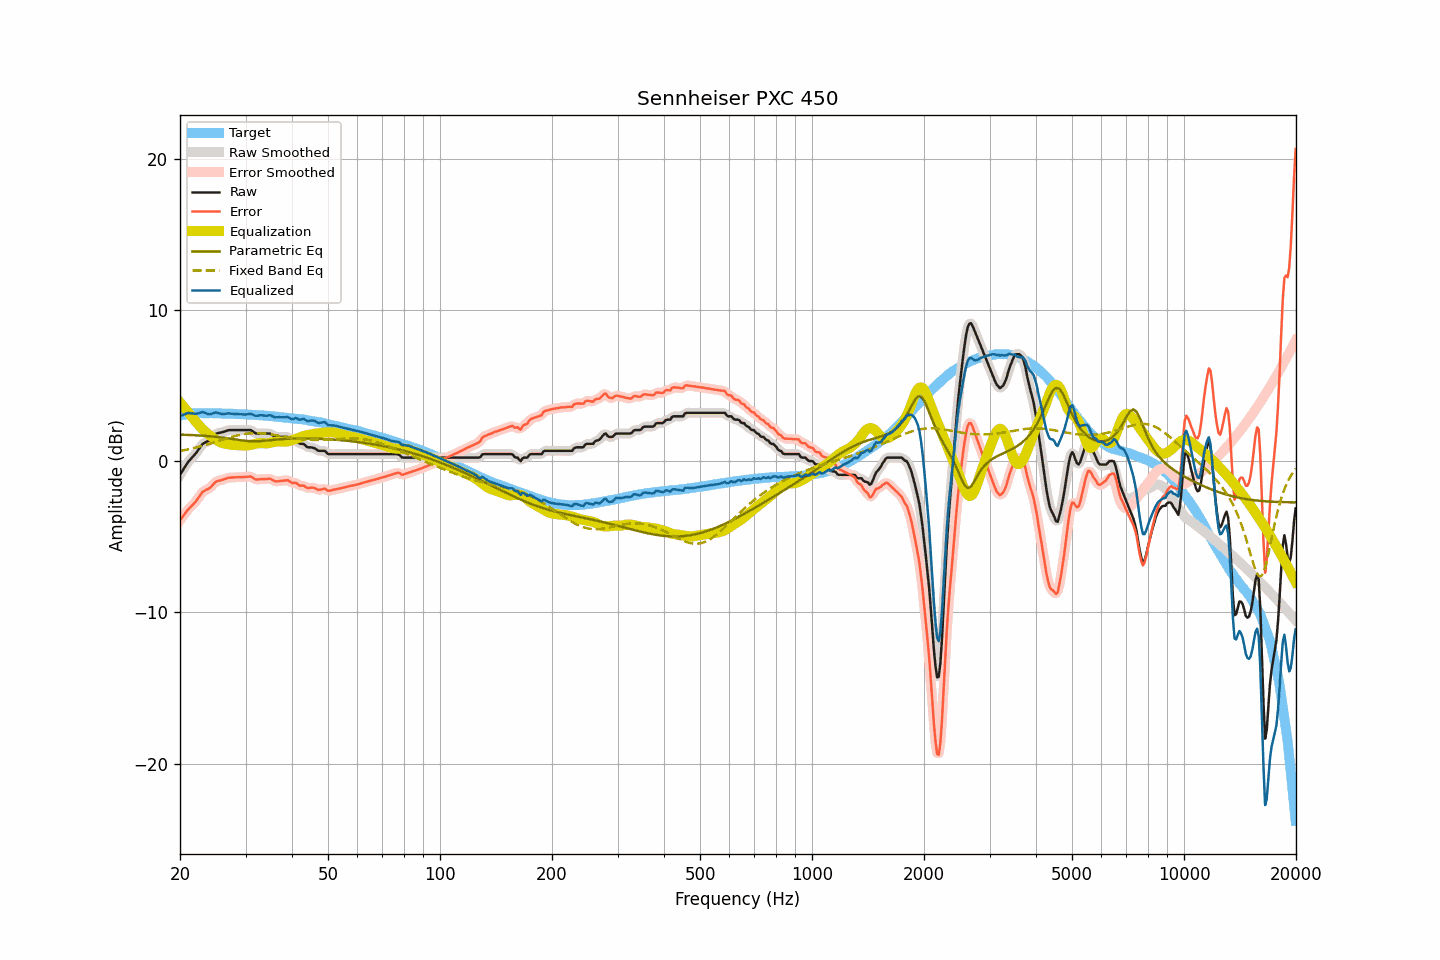 Sennheiser PXC 450
Target
Raw Smoothed
Error Smoothed
Raw
Error
Equalization
Parametric Eq
Fixed Band Eq
Equalized
Amplitude (dBr)
20
10
0
−10
−20
20 50 100 200 500 1000 2000 5000 10000 20000
Frequency (Hz)